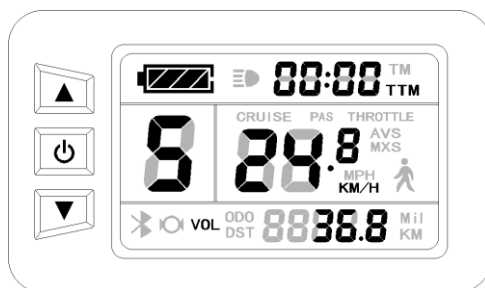 00:00 TM
TTM
CRUISE PAS THROTTLE
5 24.8 AVS
MXS
MPH
KM/H
VOL ODO 36.8 Mil
DST KM